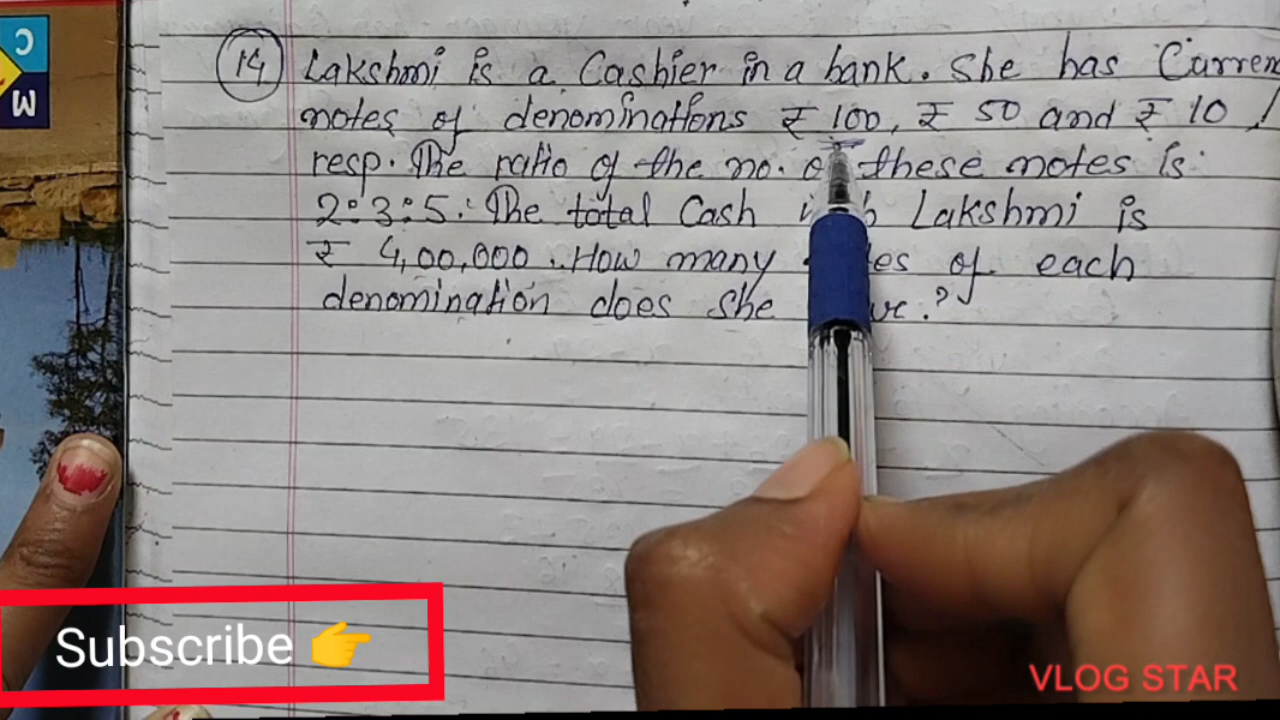 C
M
14 Lakshmi is a Cashier in a bank. She has
notes of denominations ₹ 100, ₹ 50 and ₹ 10
resp. The ratio of the no. these notes is
2:3:5. The total Cash Lakshmi is
₹ 4,00,000. How many of each
denomination does she ?
Subscribe 👉
VLOG STAR